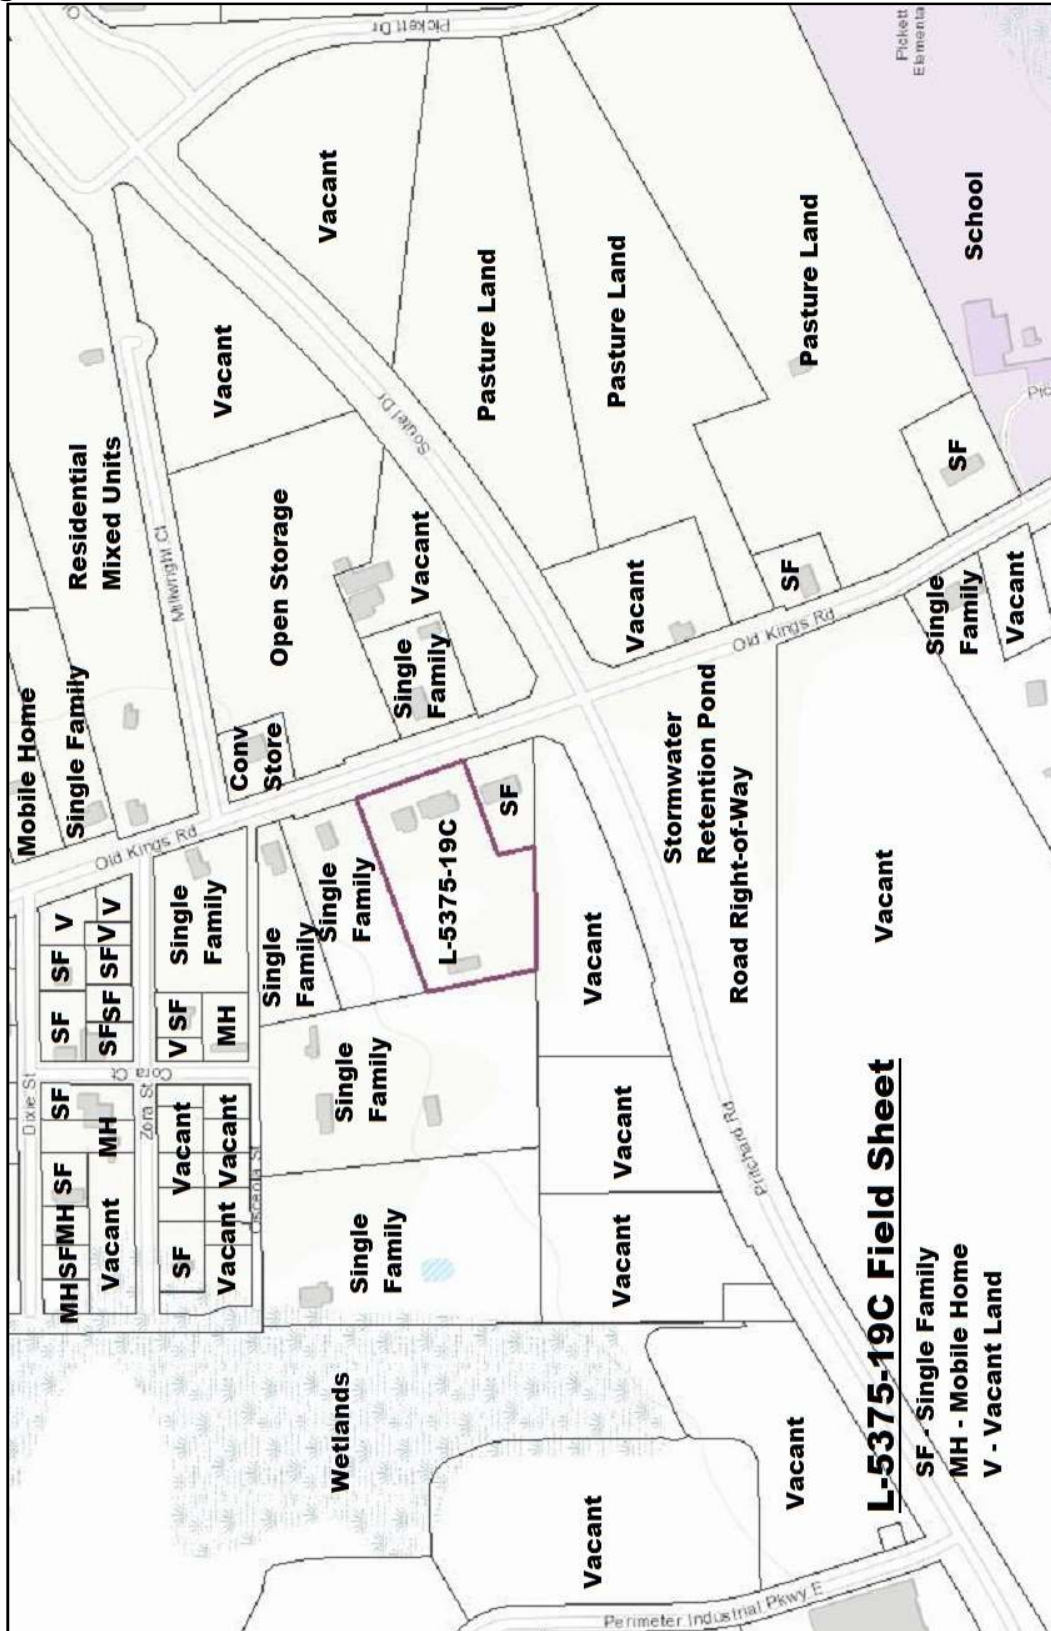 Dixie St
MH
SF
MH
SF
SF
SF
SF
V
Mobile Home
Single Family
Vacant
MH
SF
SF
SF
V
V
Residential
Mixed Units
Zora St
Cora Ct
Old Kings Rd
SF
Vacant
V
SF
Single
Family
Millwright Ct
Vacant
Vacant
MH
Osceola St
Vacant
Single
Family
Conv
Store
Open Storage
Single
Family
Wetlands
Single
Family
Single
Family
L-5375-19C
Single
Family
Vacant
Vacant
Soutel Dr
Pickett Dr
SF
Pasture Land
Vacant
Vacant
Vacant
Vacant
Vacant
Pasture Land
Perimeter Industrial Pkwy E
Pritchard Rd
Stormwater
Retention Pond
Road Right-of-Way
Old Kings Rd
SF
Pasture Land
Vacant
Vacant
Single
Family
Vacant
SF
School
Pickett
Elementa
L-5375-19C Field Sheet
SF - Single Family
MH - Mobile Home
V - Vacant Land